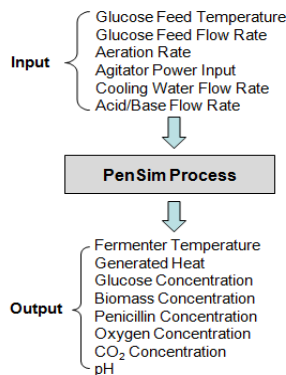 Glucose Feed Temperature
Glucose Feed Flow Rate
Aeration Rate
Input
Agitator Power Input
Cooling Water Flow Rate
Acid/Base Flow Rate
PenSim Process
Fermenter Temperature
Generated Heat
Glucose Concentration
Biomass Concentration
Output
Penicillin Concentration
Oxygen Concentration
CO₂ Concentration
pH